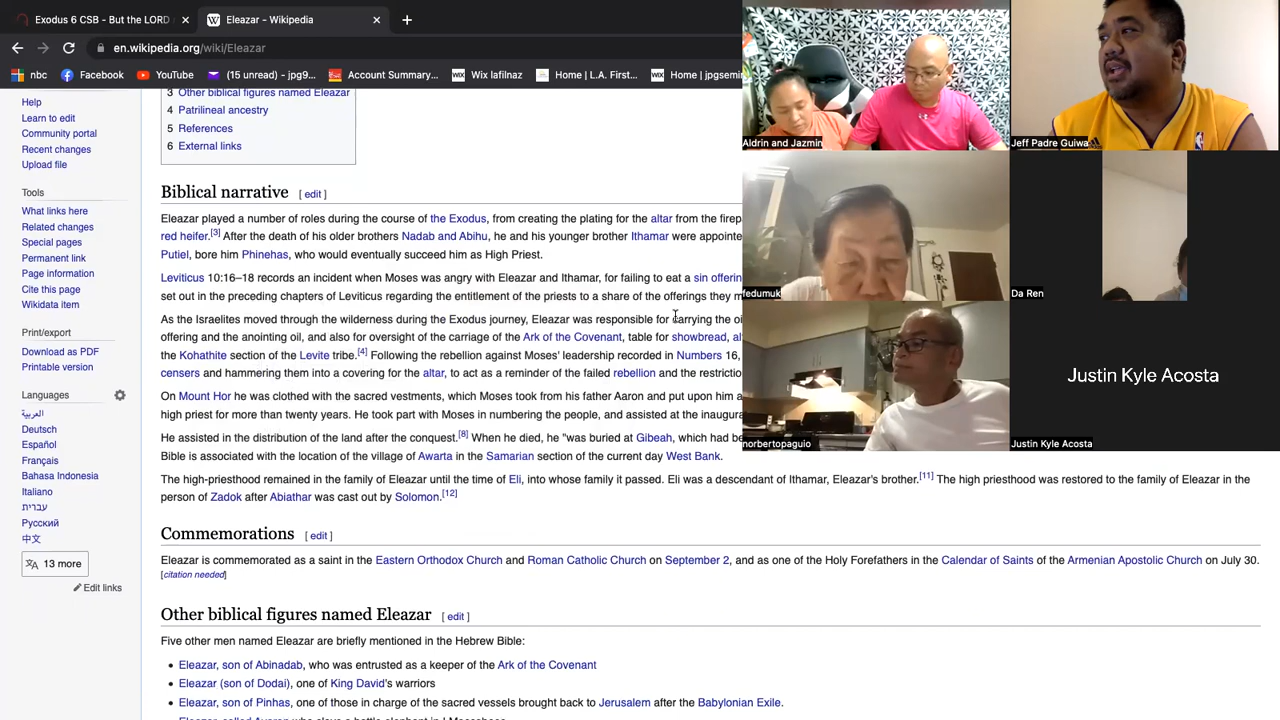 Exodus 6 CSB - But the LORD
Eleazar - Wikipedia
en.wikipedia.org/wiki/Eleazar
nbc
Facebook
YouTube
(15 unread) - jpg9...
Account Summary...
Wix lafilnaz
Home | L.A. First...
Home | jpgsemi
Help
Learn to edit
Community portal
Recent changes
Upload file
Tools
What links here
Related changes
Special pages
Permanent link
Page information
Cite this page
Wikidata item
Print/export
Download as PDF
Printable version
Languages
العربية
Deutsch
Español
Français
Bahasa Indonesia
Italiano
עברית
Русский
中文
13 more
Edit links
3 Other biblical figures named Eleazar
4 Patrilineal ancestry
5 References
6 External links
Biblical narrative [ edit ]
Eleazar played a number of roles during the course of the Exodus, from creating the plating for the altar from the firep
red heifer.[3] After the death of his older brothers Nadab and Abihu, he and his younger brother Ithamar were appointe
Putiel, bore him Phinehas, who would eventually succeed him as High Priest.
Leviticus 10:16–18 records an incident when Moses was angry with Eleazar and Ithamar, for failing to eat a sin offerin
set out in the preceding chapters of Leviticus regarding the entitlement of the priests to a share of the offerings they m
As the Israelites moved through the wilderness during the Exodus journey, Eleazar was responsible for carrying the oi
offering and the anointing oil, and also for oversight of the carriage of the Ark of the Covenant, table for showbread, al
the Kohathite section of the Levite tribe.[4] Following the rebellion against Moses' leadership recorded in Numbers 16,
censers and hammering them into a covering for the altar, to act as a reminder of the failed rebellion and the restrictio
On Mount Hor he was clothed with the sacred vestments, which Moses took from his father Aaron and put upon him a
high priest for more than twenty years. He took part with Moses in numbering the people, and assisted at the inaugura
He assisted in the distribution of the land after the conquest.[8] When he died, he "was buried at Gibeah, which had be
Bible is associated with the location of the village of Awarta in the Samarian section of the current day West Bank.
The high-priesthood remained in the family of Eleazar until the time of Eli, into whose family it passed. Eli was a descendant of Ithamar, Eleazar's brother.[11] The high priesthood was restored to the family of Eleazar in the
person of Zadok after Abiathar was cast out by Solomon.[12]
Commemorations [ edit ]
Eleazar is commemorated as a saint in the Eastern Orthodox Church and Roman Catholic Church on September 2, and as one of the Holy Forefathers in the Calendar of Saints of the Armenian Apostolic Church on July 30.
[citation needed]
Other biblical figures named Eleazar [ edit ]
Five other men named Eleazar are briefly mentioned in the Hebrew Bible:
• Eleazar, son of Abinadab, who was entrusted as a keeper of the Ark of the Covenant
• Eleazar (son of Dodai), one of King David's warriors
• Eleazar, son of Pinhas, one of those in charge of the sacred vessels brought back to Jerusalem after the Babylonian Exile.
Aldrin and Jazmin
Jeff Padre Guiwa
fedumuk
Da Ren
norbertopaguio
Justin Kyle Acosta
Justin Kyle Acosta